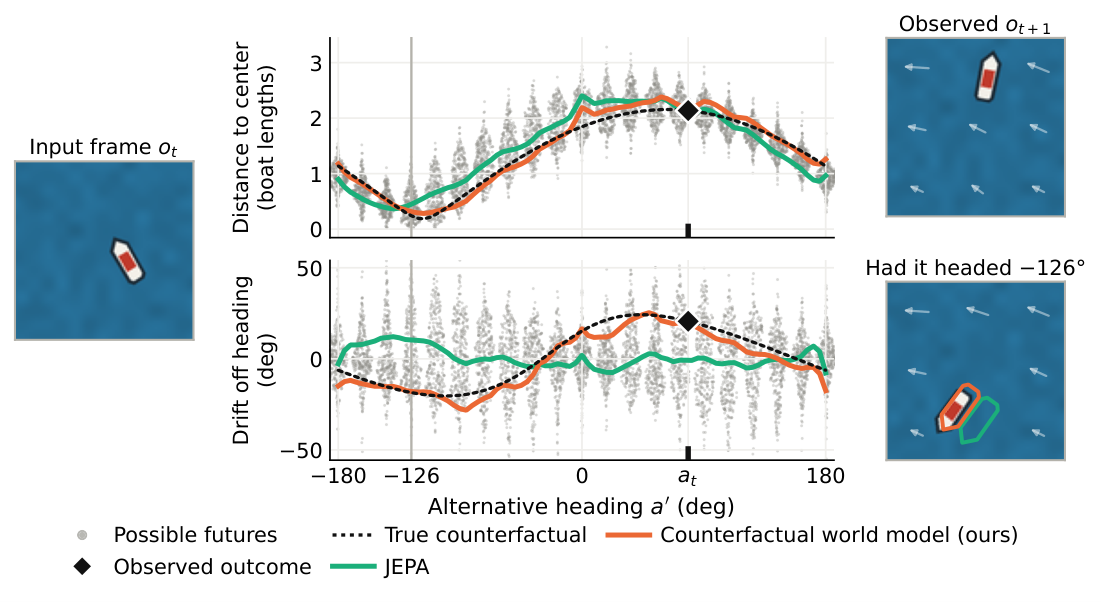 Input frame o_t
Distance to center
(boat lengths)
3
2
1
0
Drift off heading
(deg)
50
0
−50
−180
−126
0
a_t
180
Alternative heading a′ (deg)
Observed o_{t+1}
Had it headed −126°
Possible futures
True counterfactual
Counterfactual world model (ours)
Observed outcome
JEPA